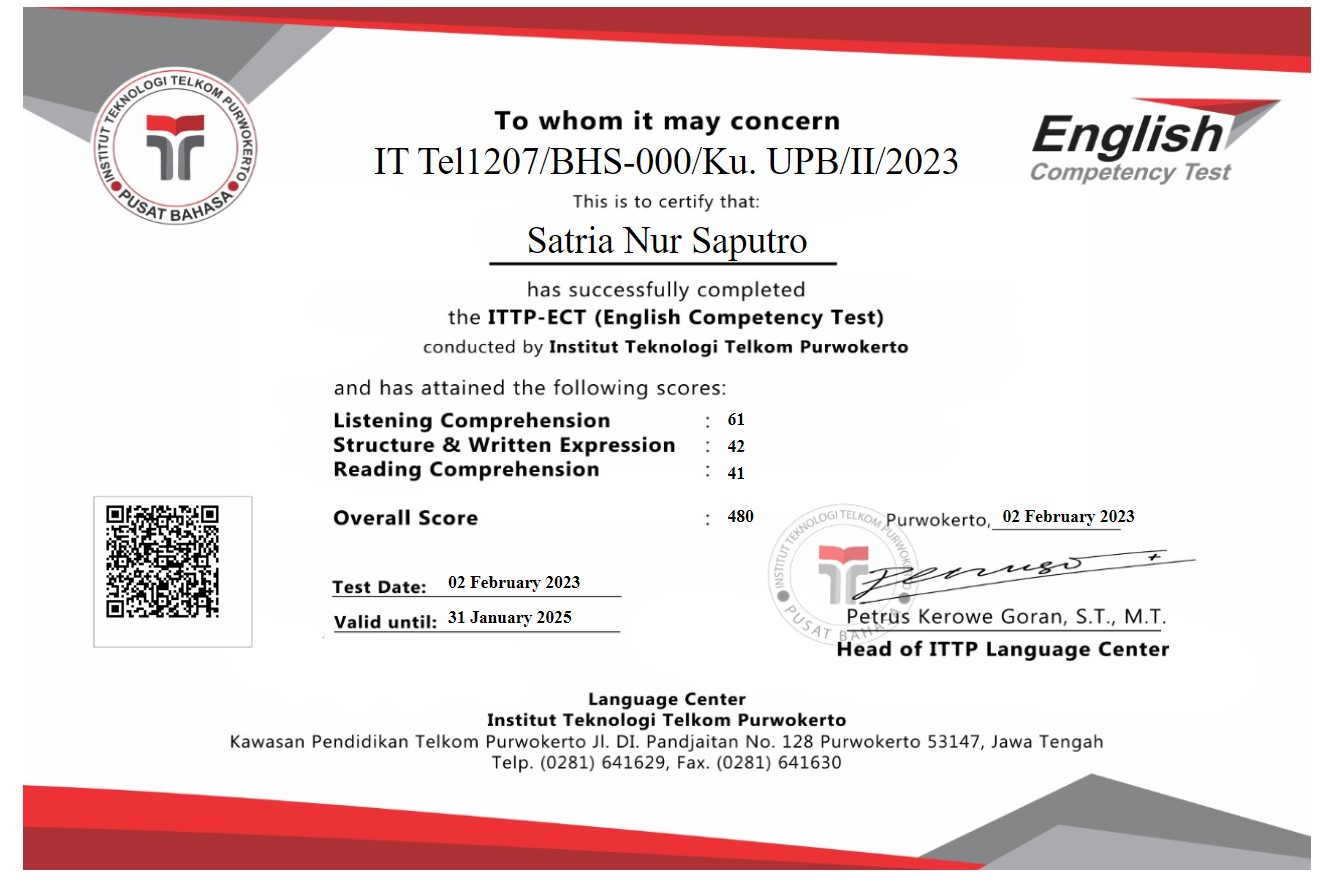 INSTITUT TEKNOLOGI TELKOM PURWOKERTO
PUSAT BAHASA
English
Competency Test
To whom it may concern
IT Tel1207/BHS-000/Ku. UPB/II/2023
This is to certify that:
Satria Nur Saputro
has successfully completed
the ITTP-ECT (English Competency Test)
conducted by Institut Teknologi Telkom Purwokerto
and has attained the following scores:
Listening Comprehension : 61
Structure & Written Expression : 42
Reading Comprehension : 41
Overall Score : 480
Purwokerto, 02 February 2023
INSTITUT TEKNOLOGI TELKOM PURWOKERTO
PUSAT BAHASA
Test Date: 02 February 2023
Valid until: 31 January 2025
Petrus Kerowe Goran, S.T., M.T.
Head of ITTP Language Center
Language Center
Institut Teknologi Telkom Purwokerto
Kawasan Pendidikan Telkom Purwokerto Jl. DI. Pandjaitan No. 128 Purwokerto 53147, Jawa Tengah
Telp. (0281) 641629, Fax. (0281) 641630